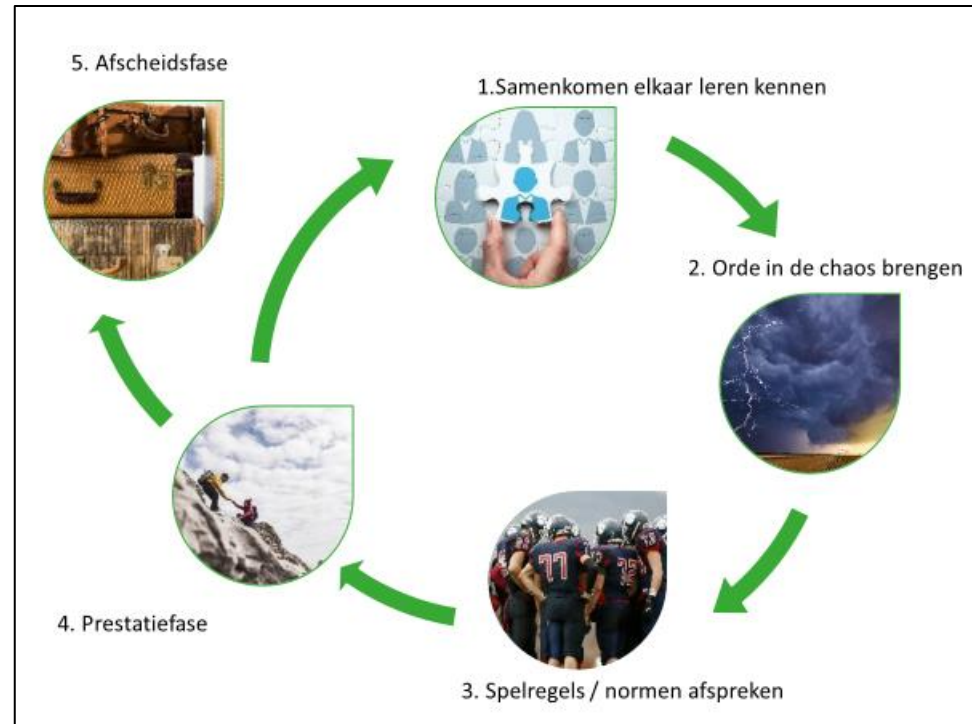 5. Afscheidsfase
1.Samenkomen elkaar leren kennen
2. Orde in de chaos brengen
77
4. Prestatiefase
3. Spelregels / normen afspreken